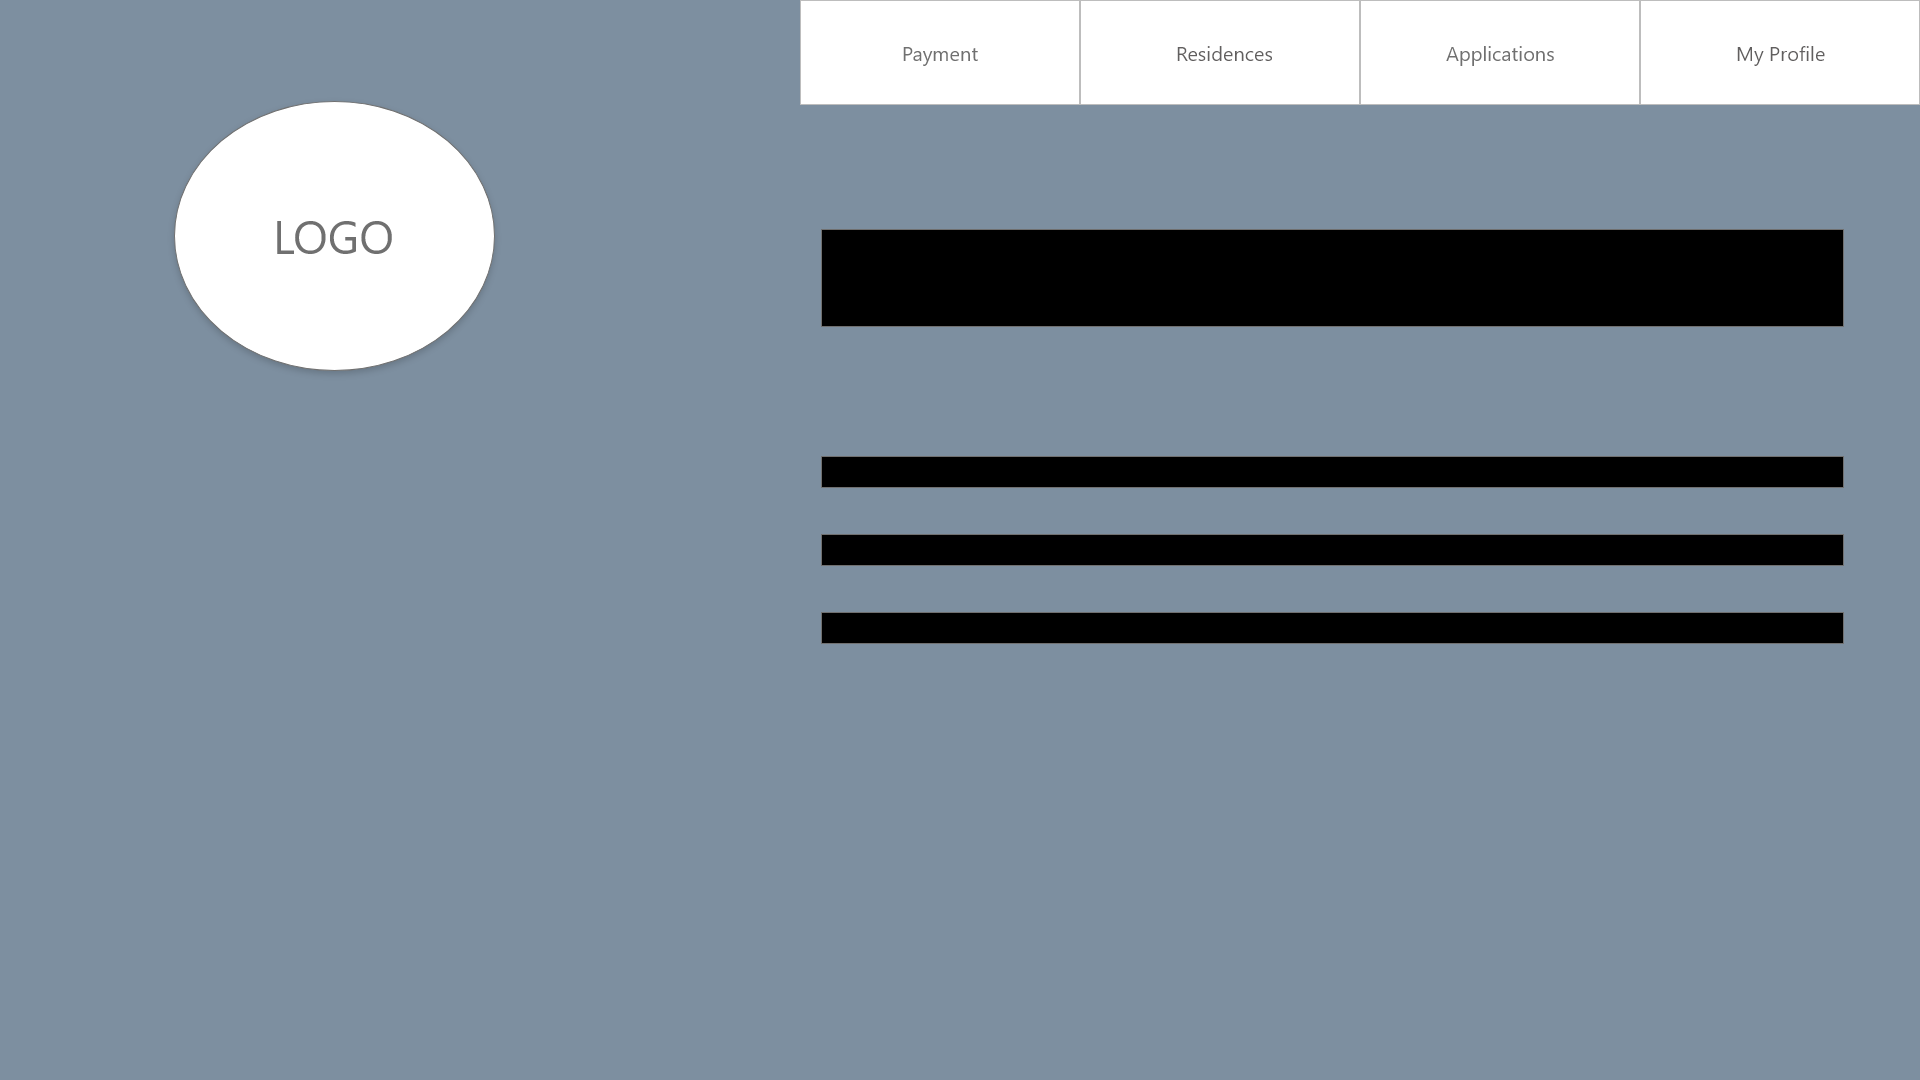 Payment
Residences
Applications
My Profile
LOGO